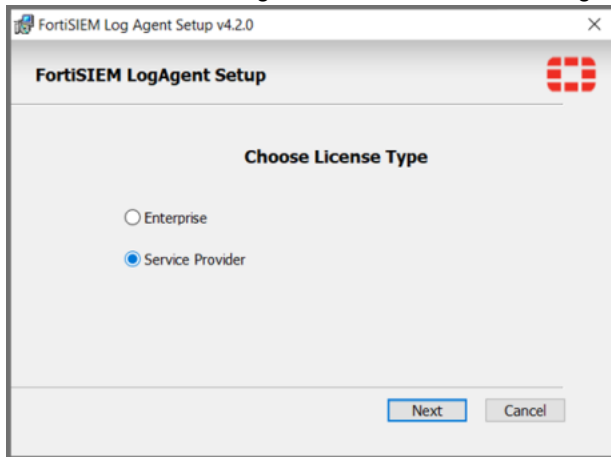 FortiSIEM Log Agent Setup v4.2.0
FortiSIEM LogAgent Setup
Choose License Type
Enterprise
Service Provider
Next Cancel